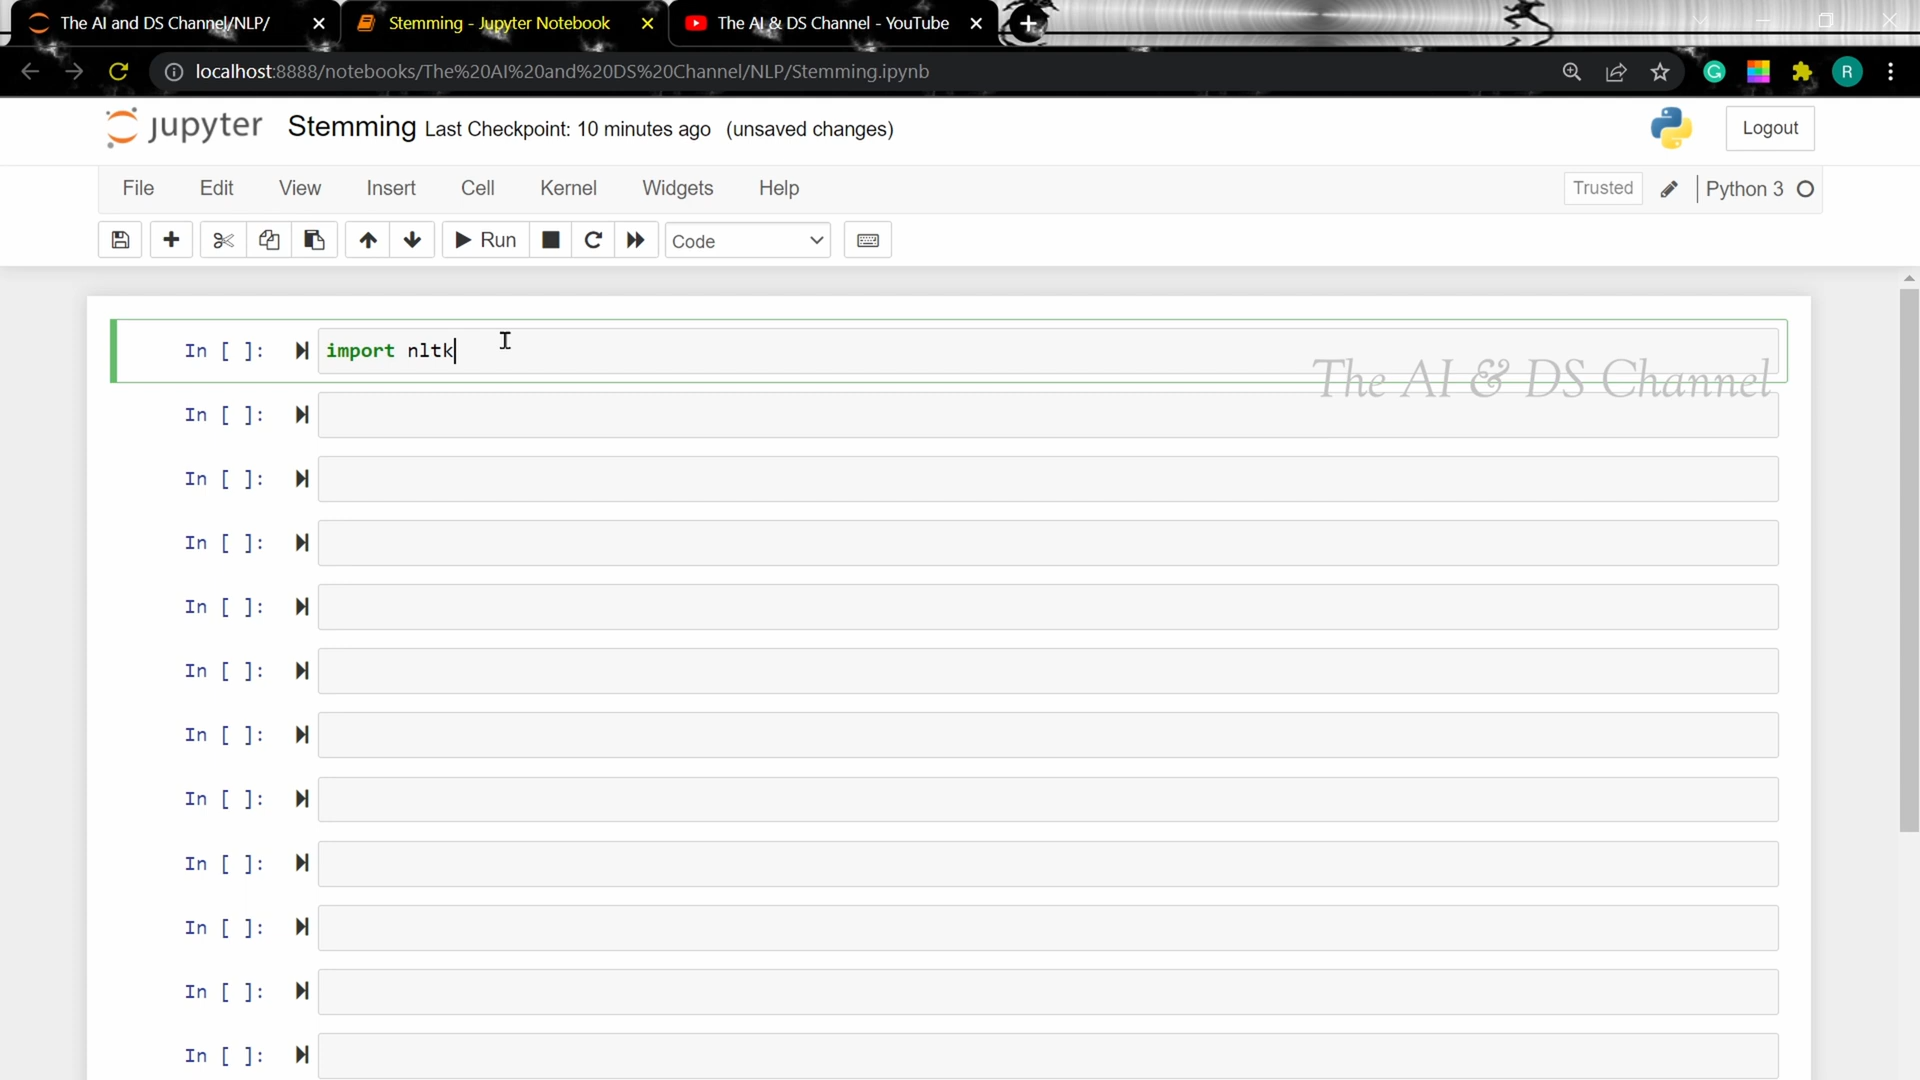 The AI and DS Channel/NLP/
Stemming - Jupyter Notebook
The AI & DS Channel - YouTube
localhost:8888/notebooks/The%20AI%20and%20DS%20Channel/NLP/Stemming.ipynb
R
jupyter Stemming Last Checkpoint: 10 minutes ago (unsaved changes)
Logout
File Edit View Insert Cell Kernel Widgets Help
Trusted Python 3
Run Code
In [ ]: import nltk
The AI & DS Channel
In [ ]:
In [ ]:
In [ ]:
In [ ]:
In [ ]:
In [ ]:
In [ ]:
In [ ]:
In [ ]:
In [ ]:
In [ ]: